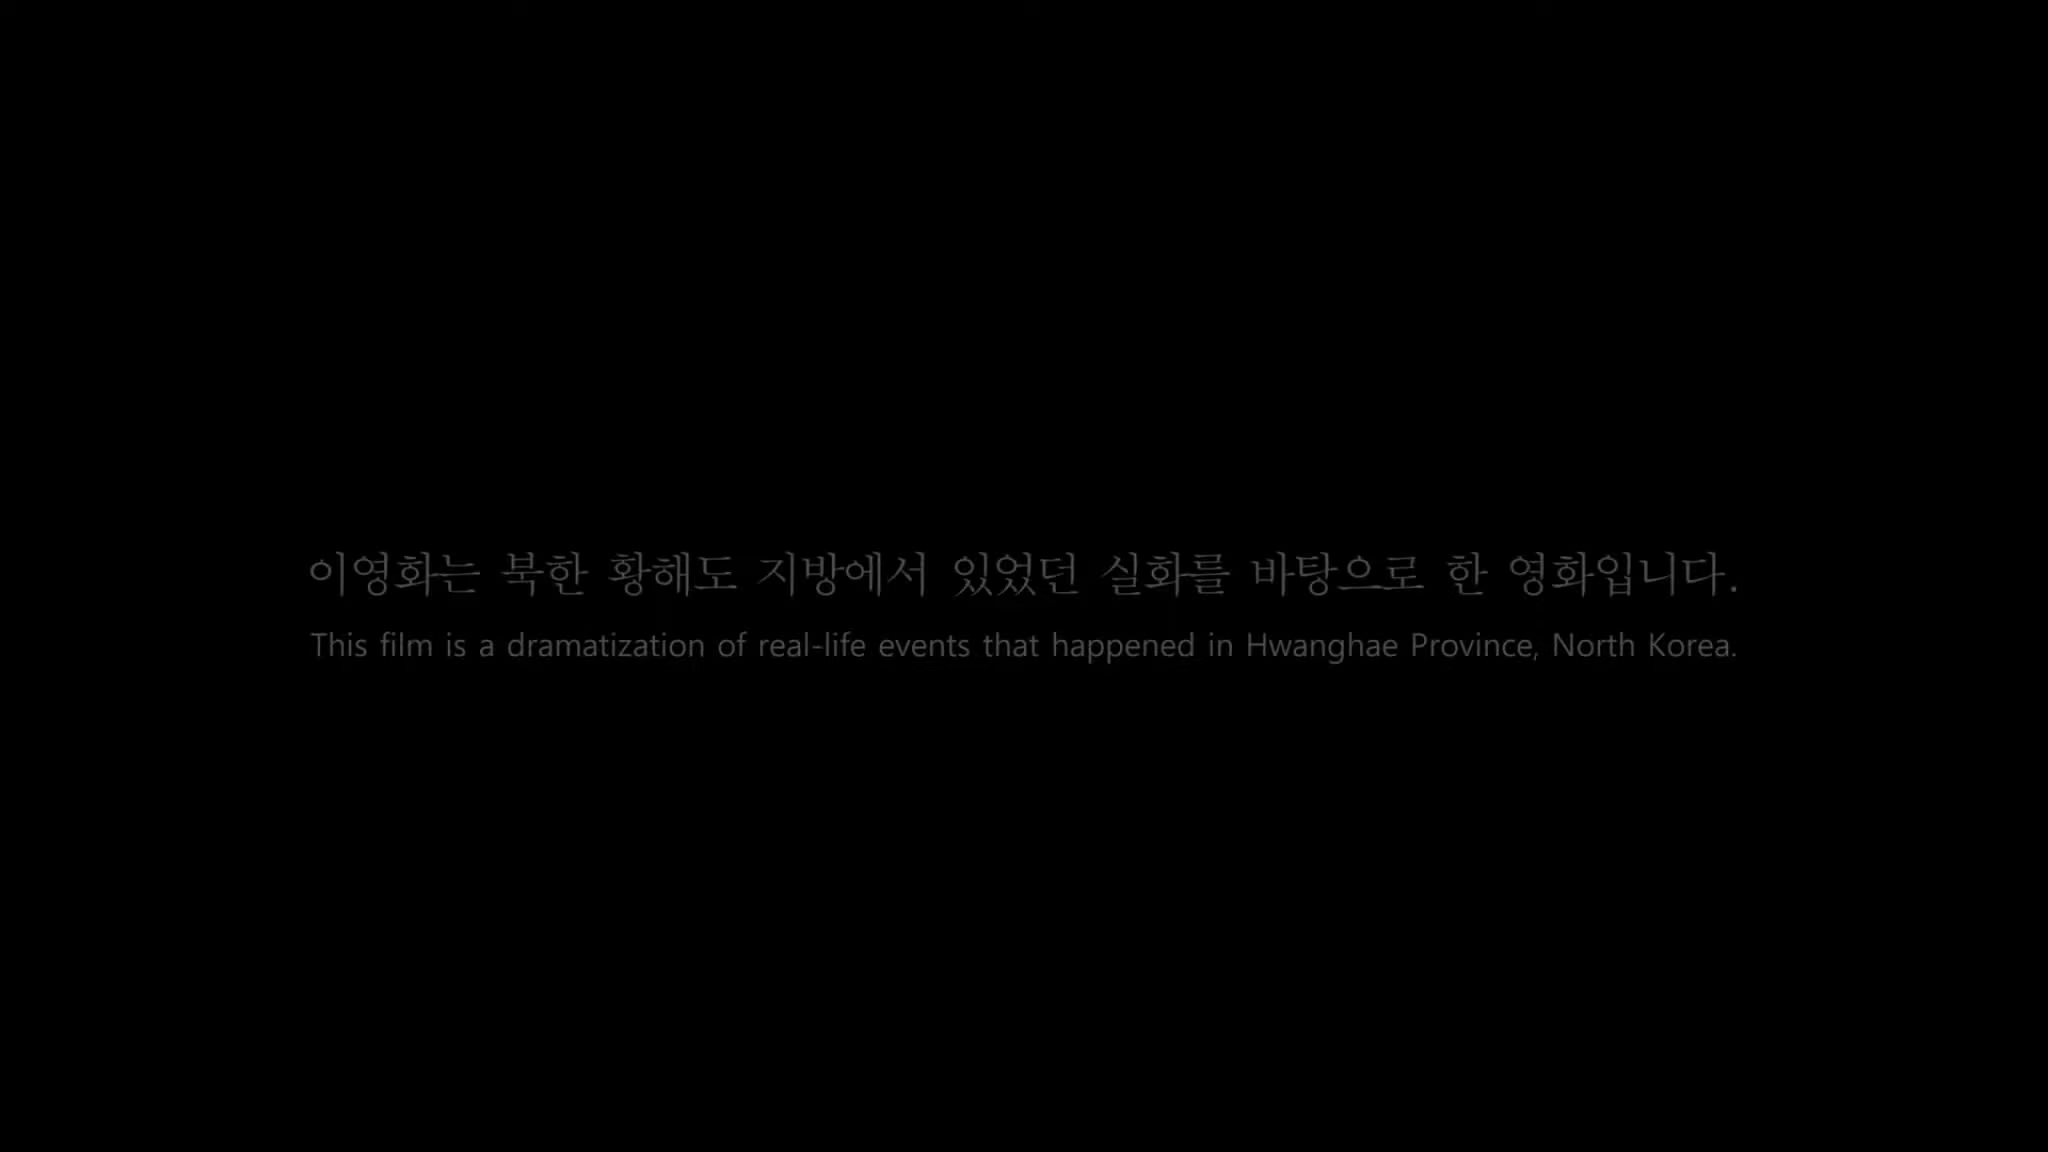 이영화는 북한 황해도 지방에서 있었던 실화를 바탕으로 한 영화입니다.
This film is a dramatization of real-life events that happened in Hwanghae Province, North Korea.